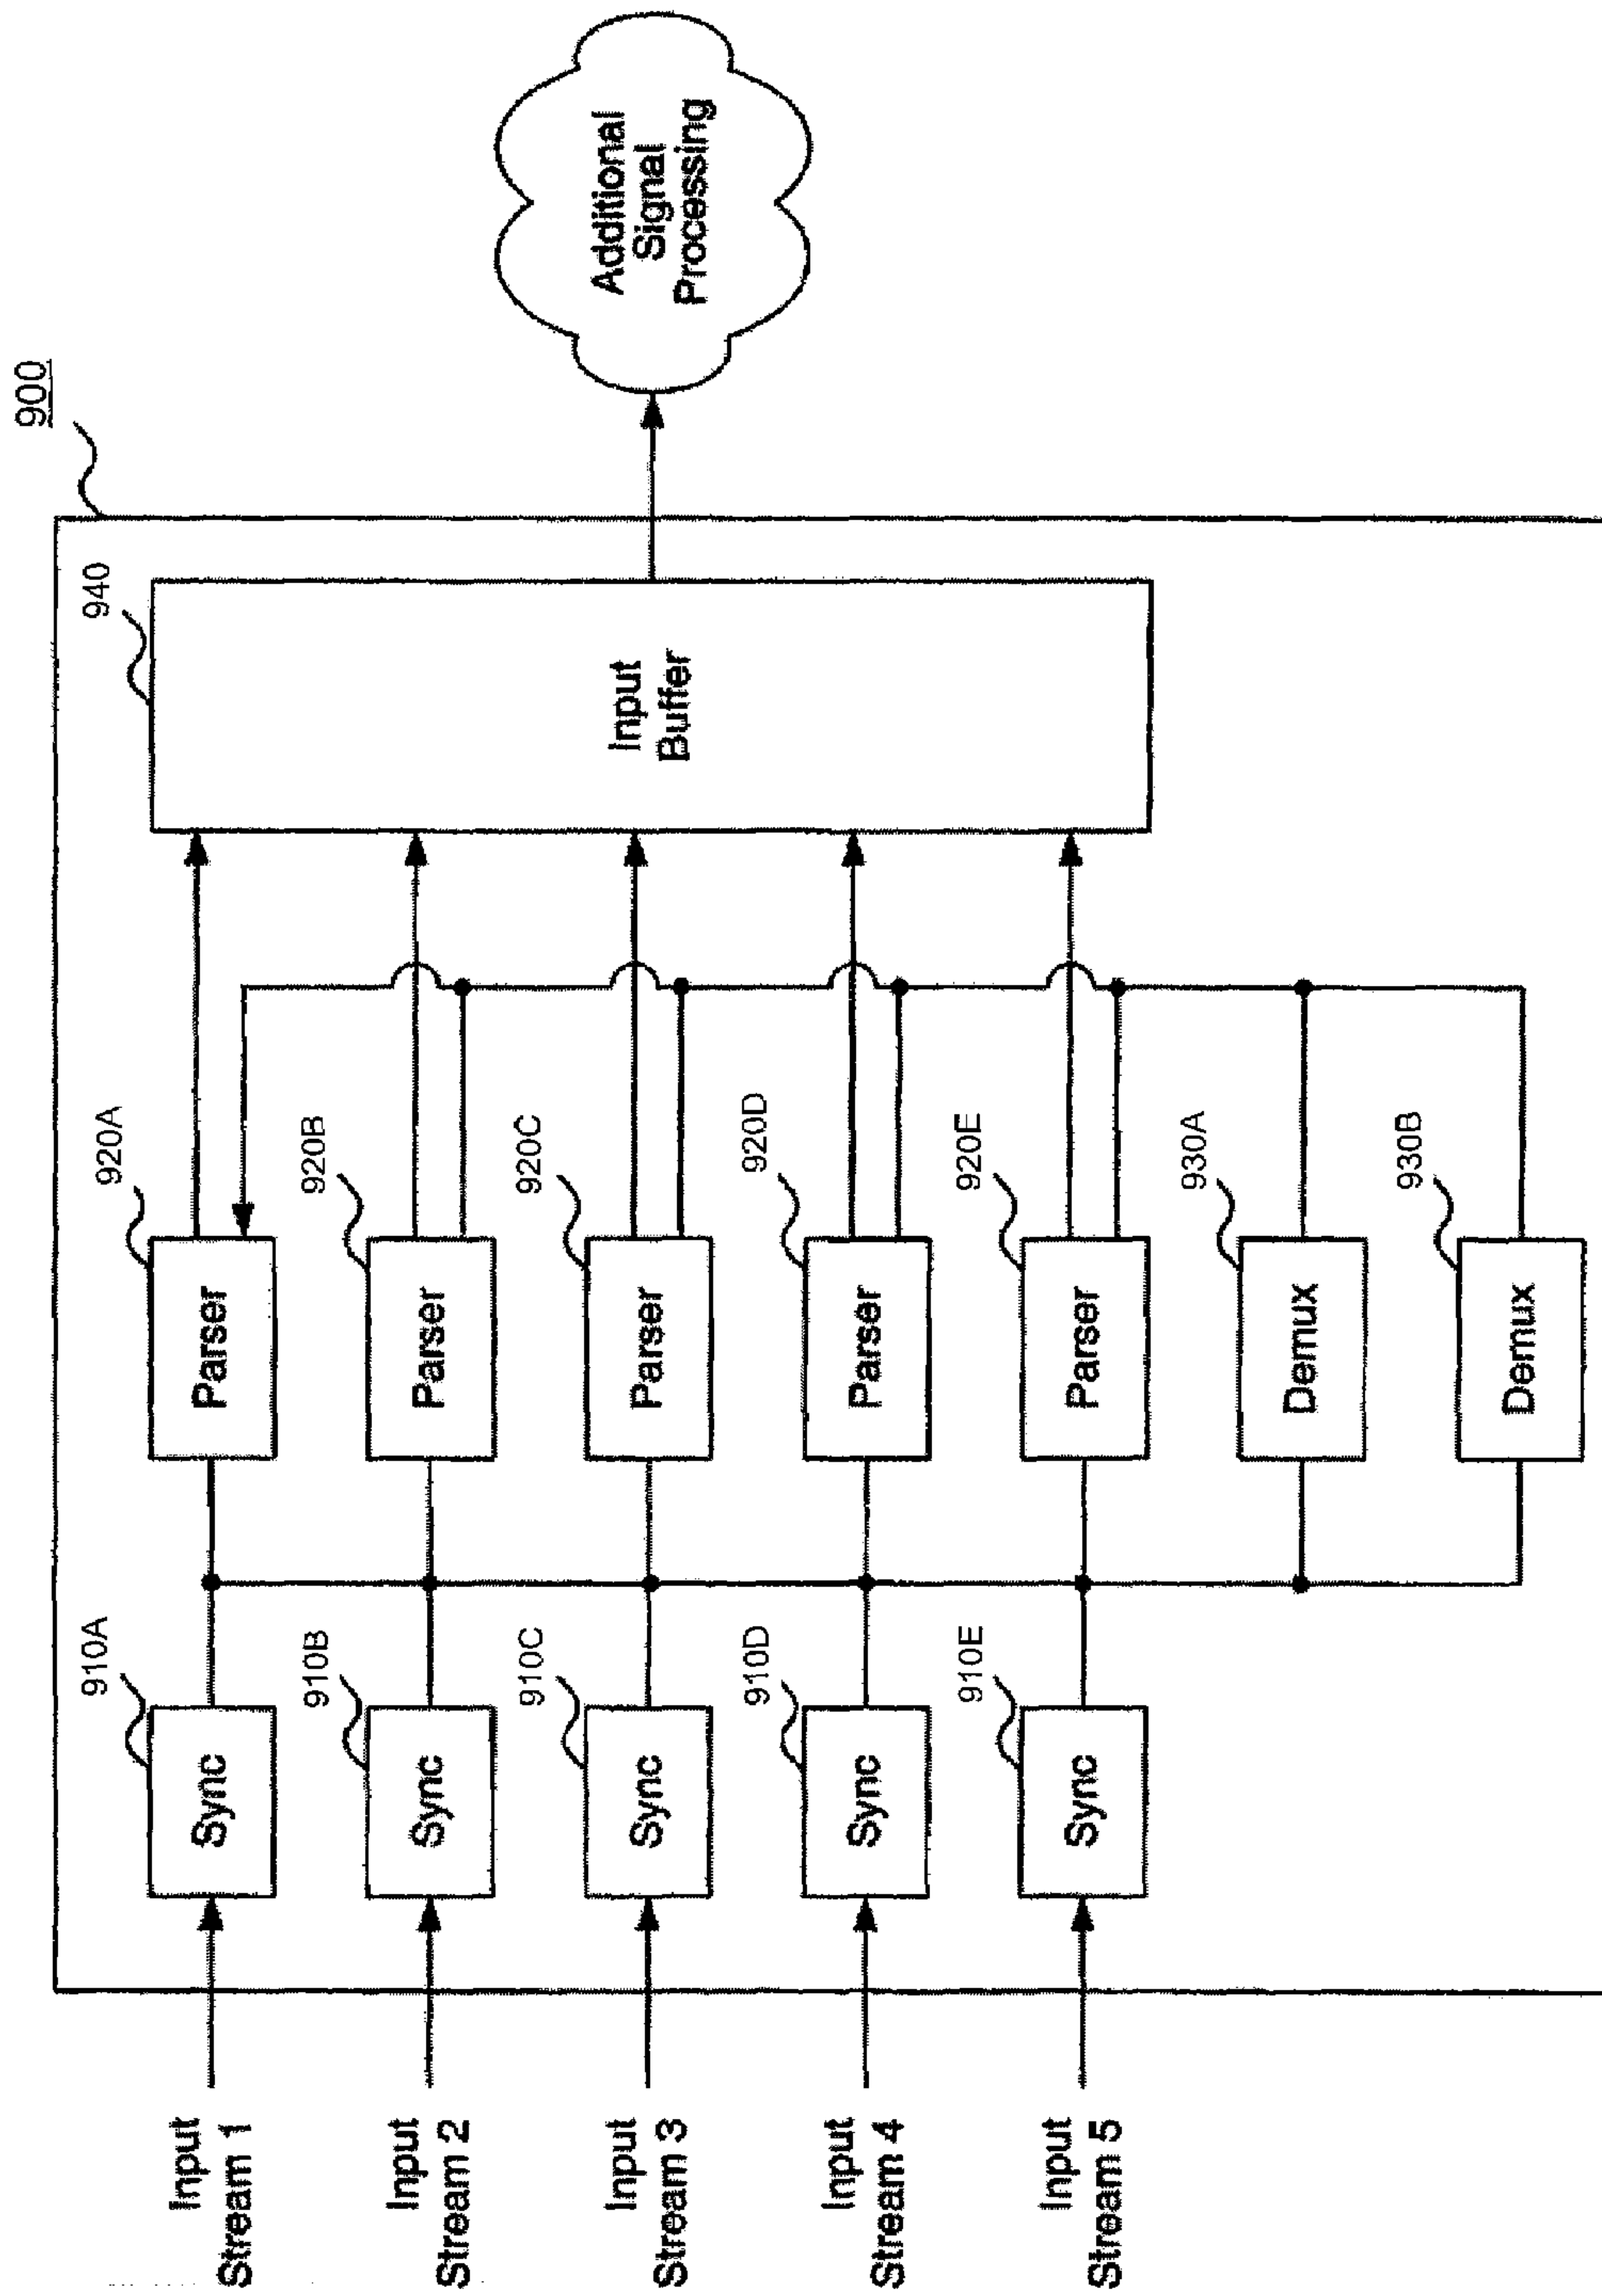 900
940
Input
Stream 1
910A
Sync
920A
Parser
Input
Stream 2
910B
Sync
920B
Parser
Input
Stream 3
910C
Sync
920C
Parser
Input
Stream 4
910D
Sync
920D
Parser
Input
Stream 5
910E
Sync
920E
Parser
930A
Demux
930B
Demux
Input
Buffer
Additional
Signal
Processing